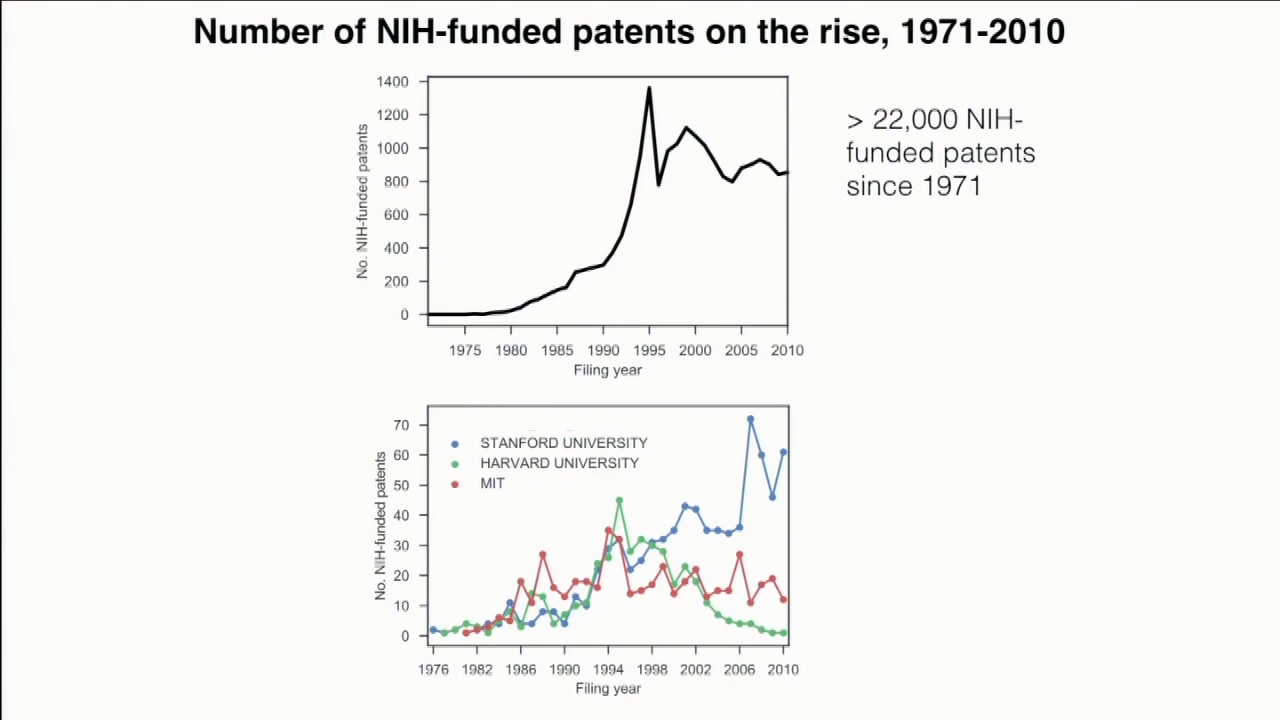 Number of NIH-funded patents on the rise, 1971-2010
> 22,000 NIH-
funded patents
since 1971
No. NIH-funded patents
1400
1200
1000
800
600
400
200
0
1975 1980 1985 1990 1995 2000 2005 2010
Filing year
No. NIH-funded patents
70
60
50
40
30
20
10
0
STANFORD UNIVERSITY
HARVARD UNIVERSITY
MIT
1976 1982 1986 1990 1994 1998 2002 2006 2010
Filing year